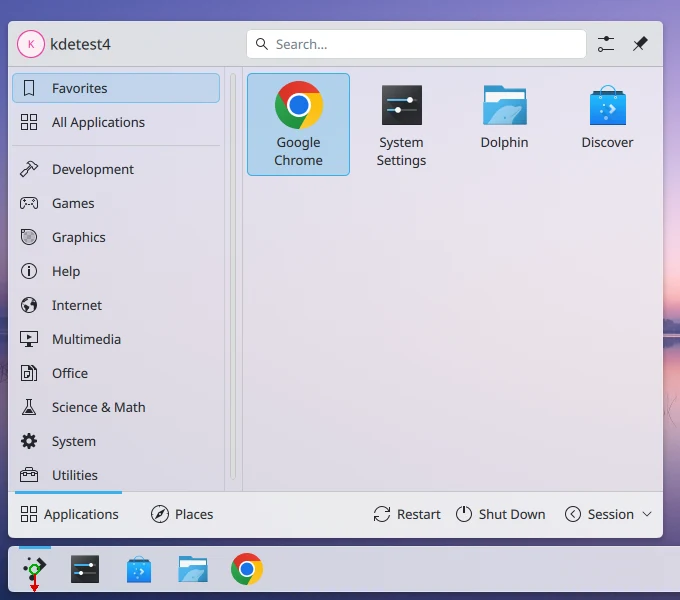 K
kdetest4
Search...
Favorites
All Applications
Development
Games
Graphics
Help
Internet
Multimedia
Office
Science & Math
System
Utilities
Google
Chrome
System
Settings
Dolphin
Discover
Applications
Places
Restart
Shut Down
Session